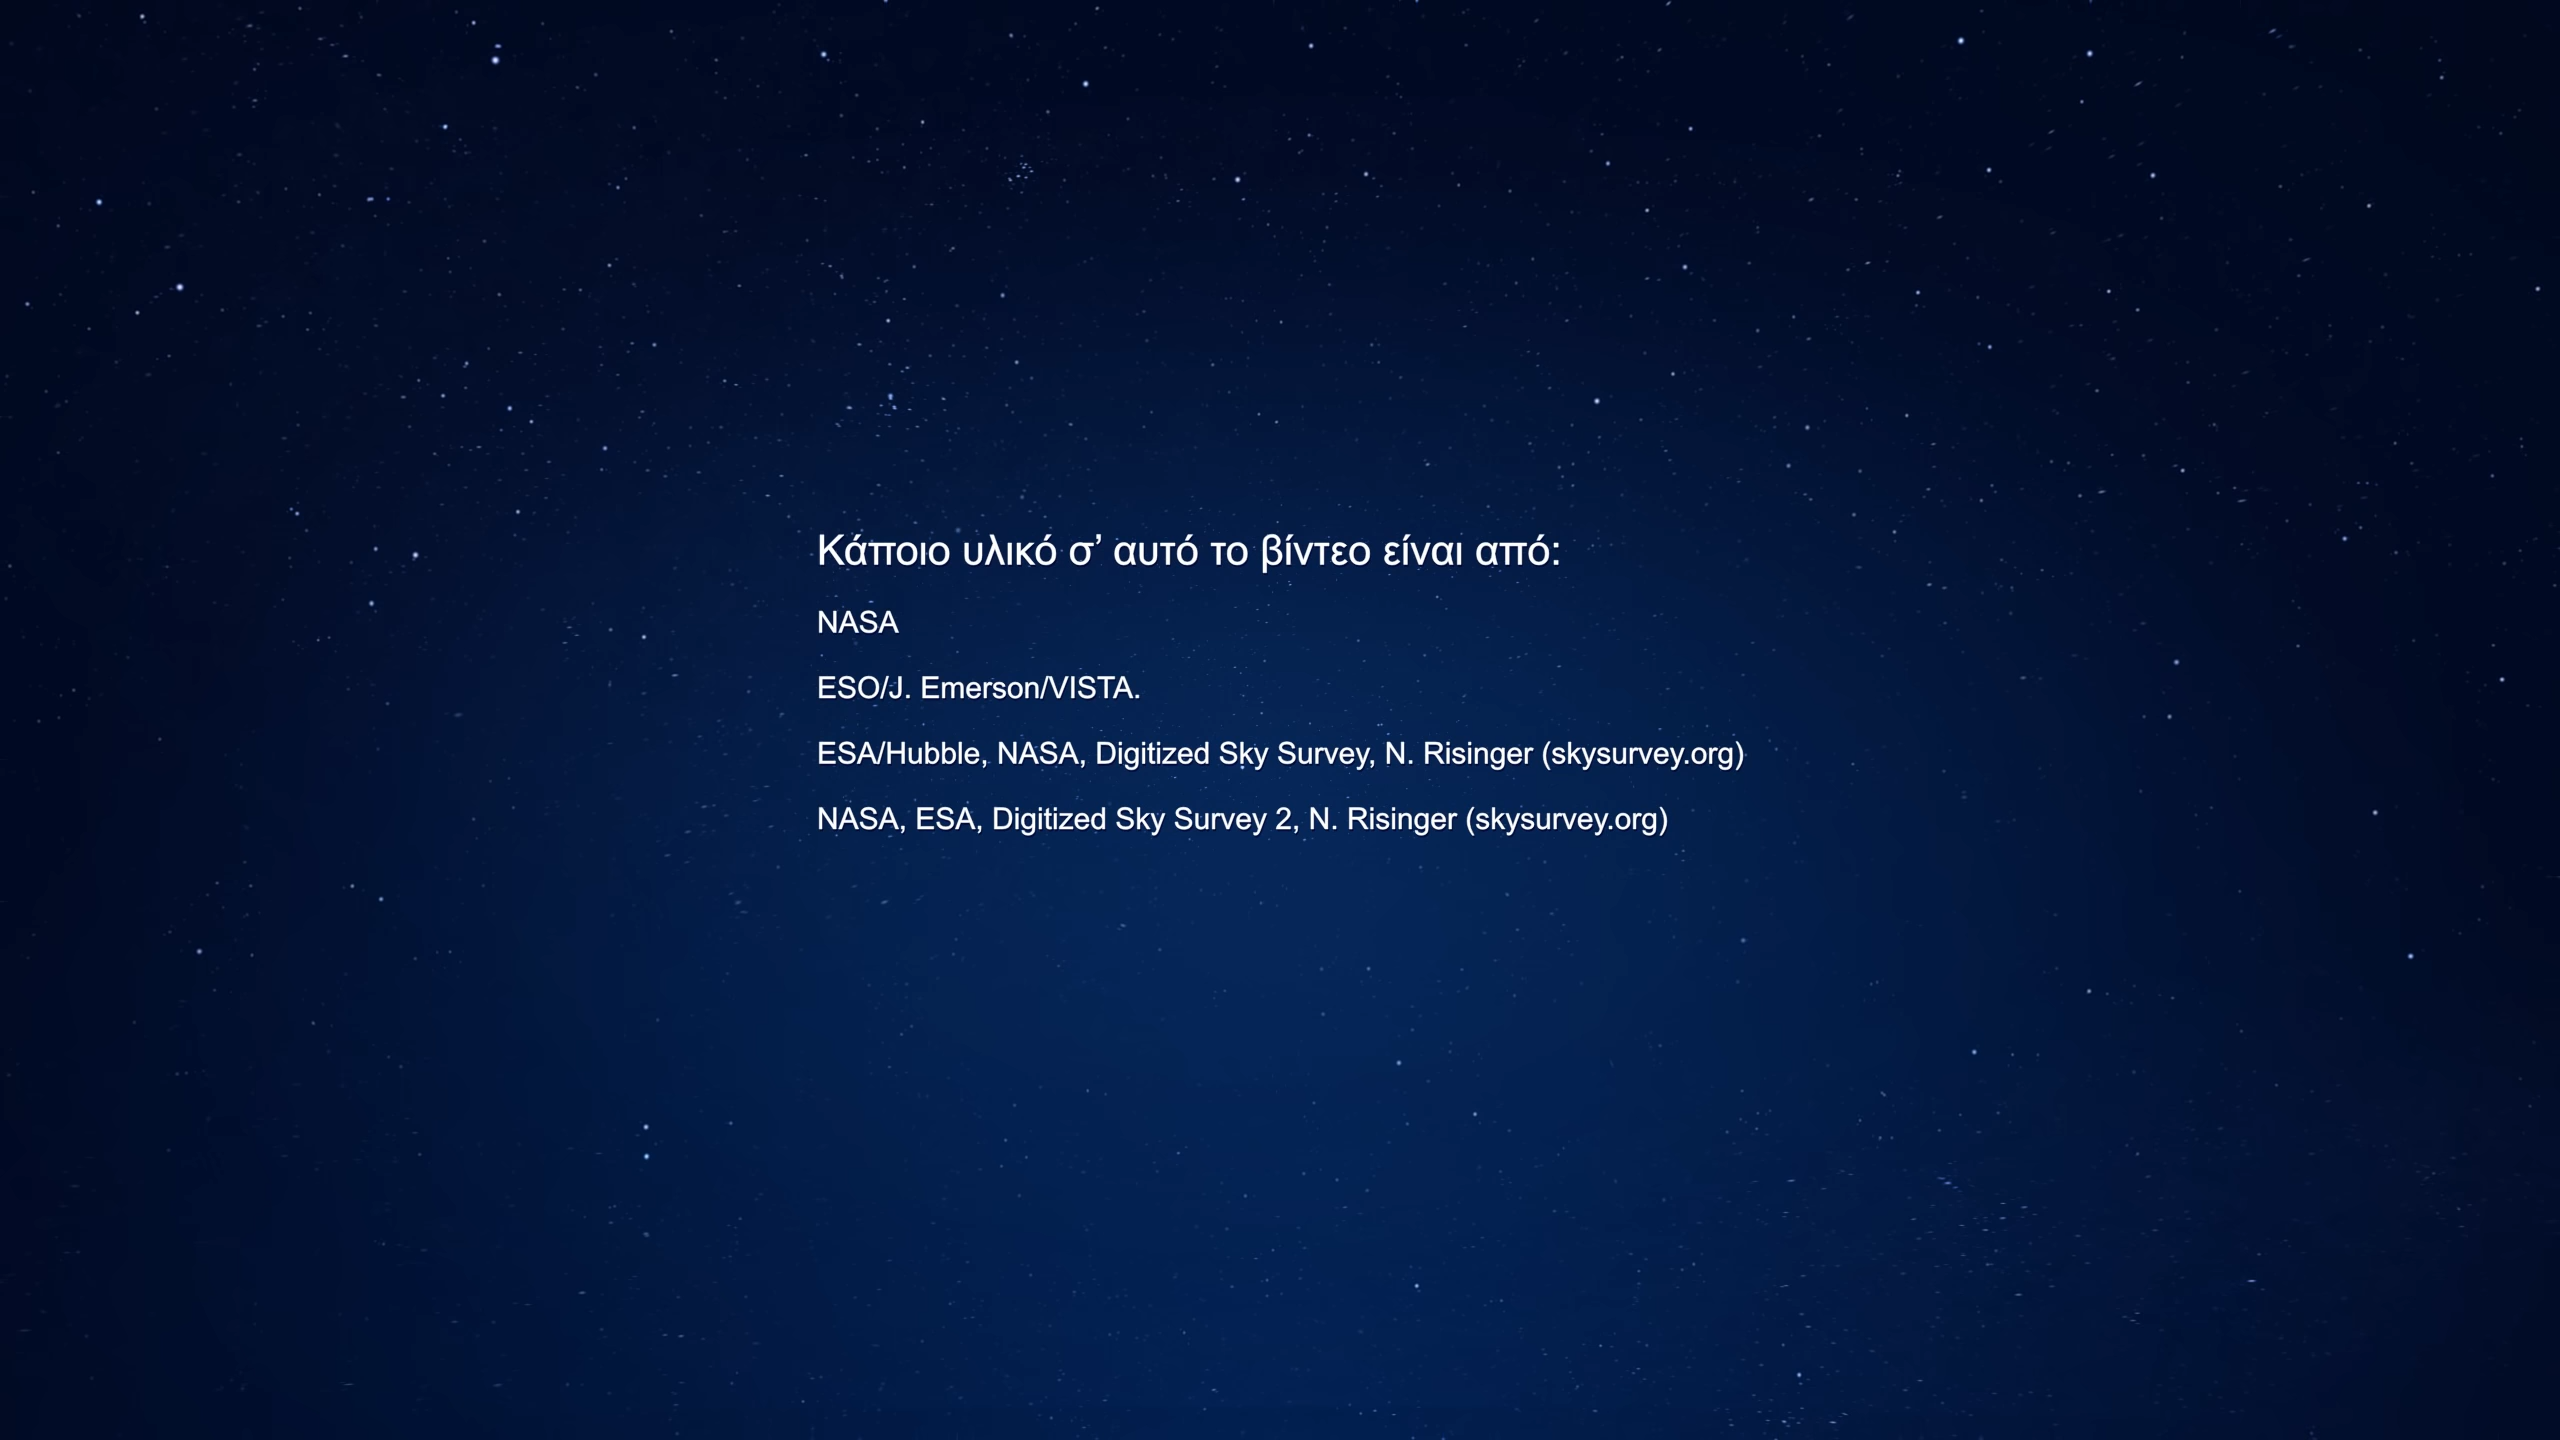 Κάποιο υλικό σ’ αυτό το βίντεο είναι από:
NASA
ESO/J. Emerson/VISTA.
ESA/Hubble, NASA, Digitized Sky Survey, N. Risinger (skysurvey.org)
NASA, ESA, Digitized Sky Survey 2, N. Risinger (skysurvey.org)